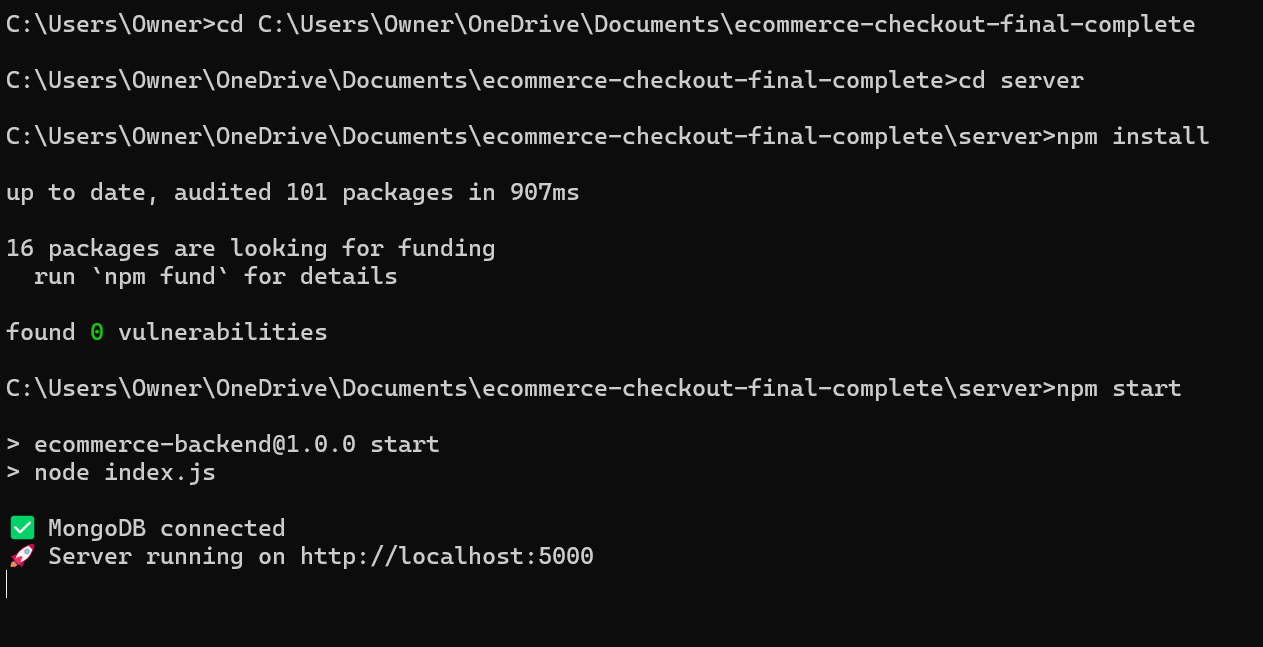 C:\Users\Owner>cd C:\Users\Owner\OneDrive\Documents\ecommerce-checkout-final-complete
C:\Users\Owner\OneDrive\Documents\ecommerce-checkout-final-complete>cd server
C:\Users\Owner\OneDrive\Documents\ecommerce-checkout-final-complete\server>npm install
up to date, audited 101 packages in 907ms
16 packages are looking for funding
  run `npm fund` for details
found 0 vulnerabilities
C:\Users\Owner\OneDrive\Documents\ecommerce-checkout-final-complete\server>npm start
> ecommerce-backend@1.0.0 start
> node index.js
✅ MongoDB connected
🚀 Server running on http://localhost:5000